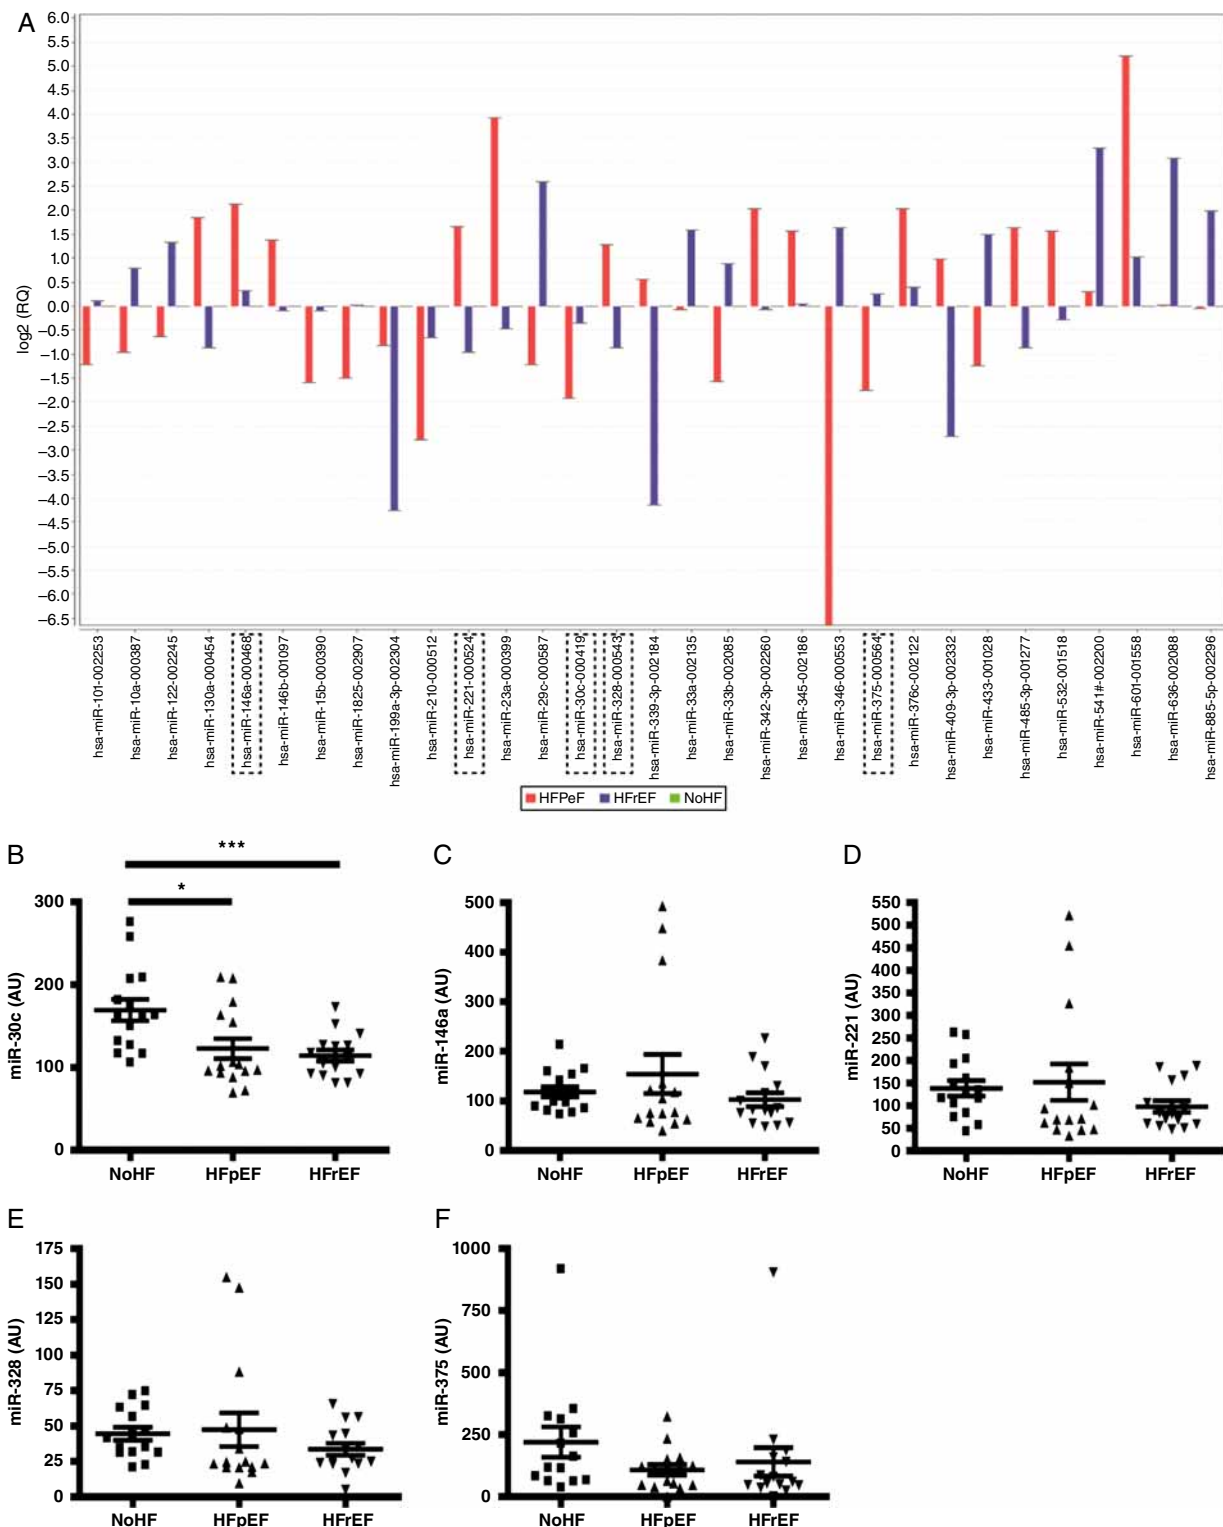 A
6.0
5.5
5.0
4.5
4.0
3.5
3.0
2.5
2.0
1.5
1.0
0.5
0.0
−0.5
−1.0
−1.5
−2.0
−2.5
−3.0
−3.5
−4.0
−4.5
−5.0
−5.5
−6.0
−6.5
log2 (RQ)
hsa-miR-101-002253
hsa-miR-10a-000387
hsa-miR-122-002245
hsa-miR-130a-000454
hsa-miR-146a-000468
hsa-miR-146b-001097
hsa-miR-15b-000390
hsa-miR-1825-002907
hsa-miR-199a-3p-002304
hsa-miR-210-000512
hsa-miR-221-000524
hsa-miR-23a-000399
hsa-miR-29c-000587
hsa-miR-30c-000419
hsa-miR-328-000543
hsa-miR-339-3p-002184
hsa-miR-33a-002135
hsa-miR-33b-002085
hsa-miR-342-3p-002260
hsa-miR-345-002186
hsa-miR-346-000553
hsa-miR-375-000564
hsa-miR-376c-002122
hsa-miR-409-3p-002332
hsa-miR-433-001028
hsa-miR-485-3p-001277
hsa-miR-532-001518
hsa-miR-541#-002200
hsa-miR-601-001558
hsa-miR-636-002088
hsa-miR-885-5p-002296
HFPeF HFrEF NoHF
B
***
*
300
200
100
0
miR-30c (AU)
NoHF HFpEF HFrEF
C
500
400
300
200
100
0
miR-146a (AU)
NoHF HFpEF HFrEF
D
550
500
450
400
350
300
250
200
150
100
50
0
miR-221 (AU)
NoHF HFpEF HFrEF
E
175
150
125
100
75
50
25
0
miR-328 (AU)
NoHF HFpEF HFrEF
F
1000
750
500
250
0
miR-375 (AU)
NoHF HFpEF HFrEF